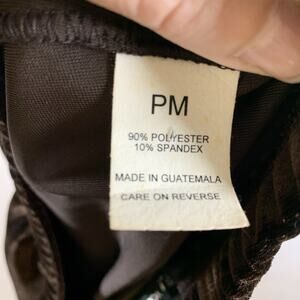 PM
90% POLYESTER
10% SPANDEX
MADE IN GUATEMALA
CARE ON REVERSE